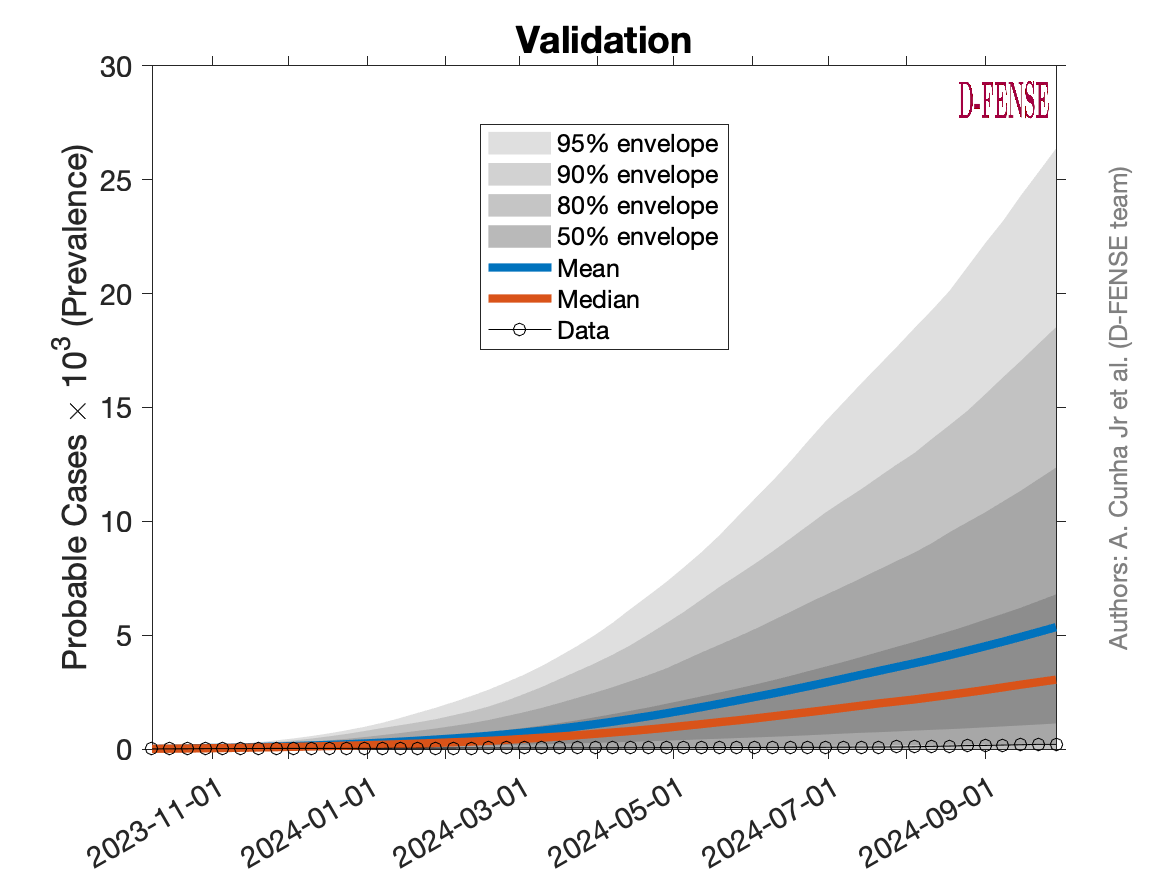 Validation
D-FENSE
95% envelope
90% envelope
80% envelope
50% envelope
Mean
Median
Data
Probable Cases × 10³ (Prevalence)
30
25
20
15
10
5
0
2023-11-01
2024-01-01
2024-03-01
2024-05-01
2024-07-01
2024-09-01
Authors: A. Cunha Jr et al. (D-FENSE team)